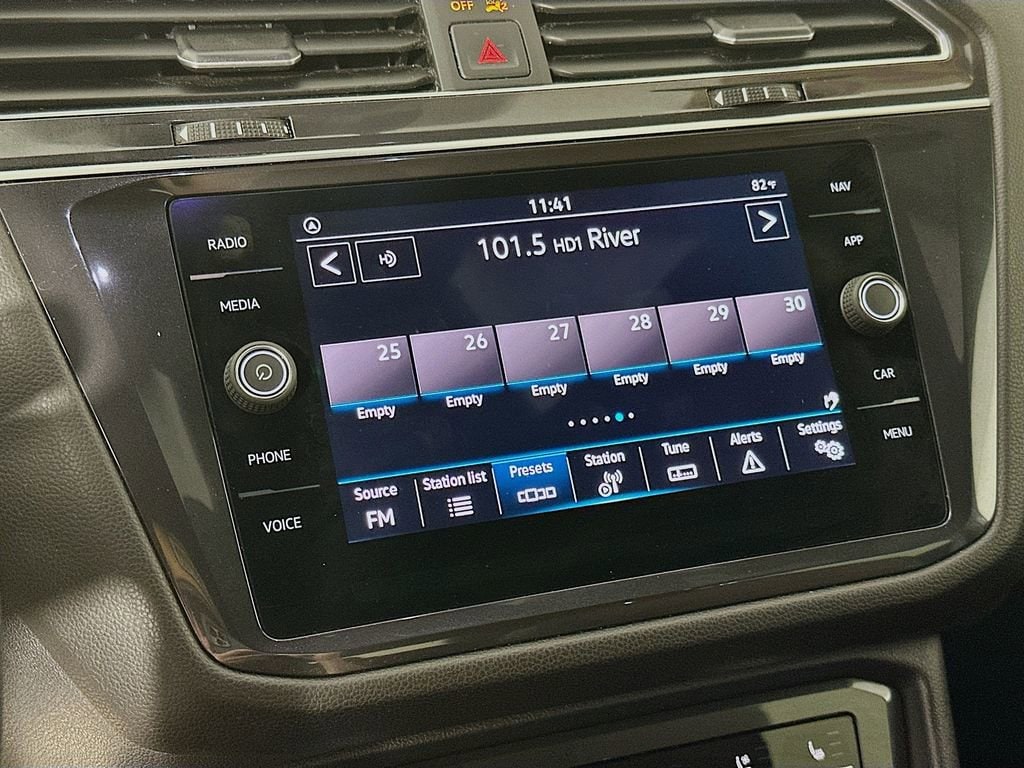 OFF
11:41
82°F
RADIO
MEDIA
PHONE
VOICE
HD
101.5 HD1 River
25
26
27
28
29
30
Empty
Empty
Empty
Empty
Empty
Empty
Source
FM
Station list
Presets
Station
Tune
Alerts
Settings
NAV
APP
CAR
MENU